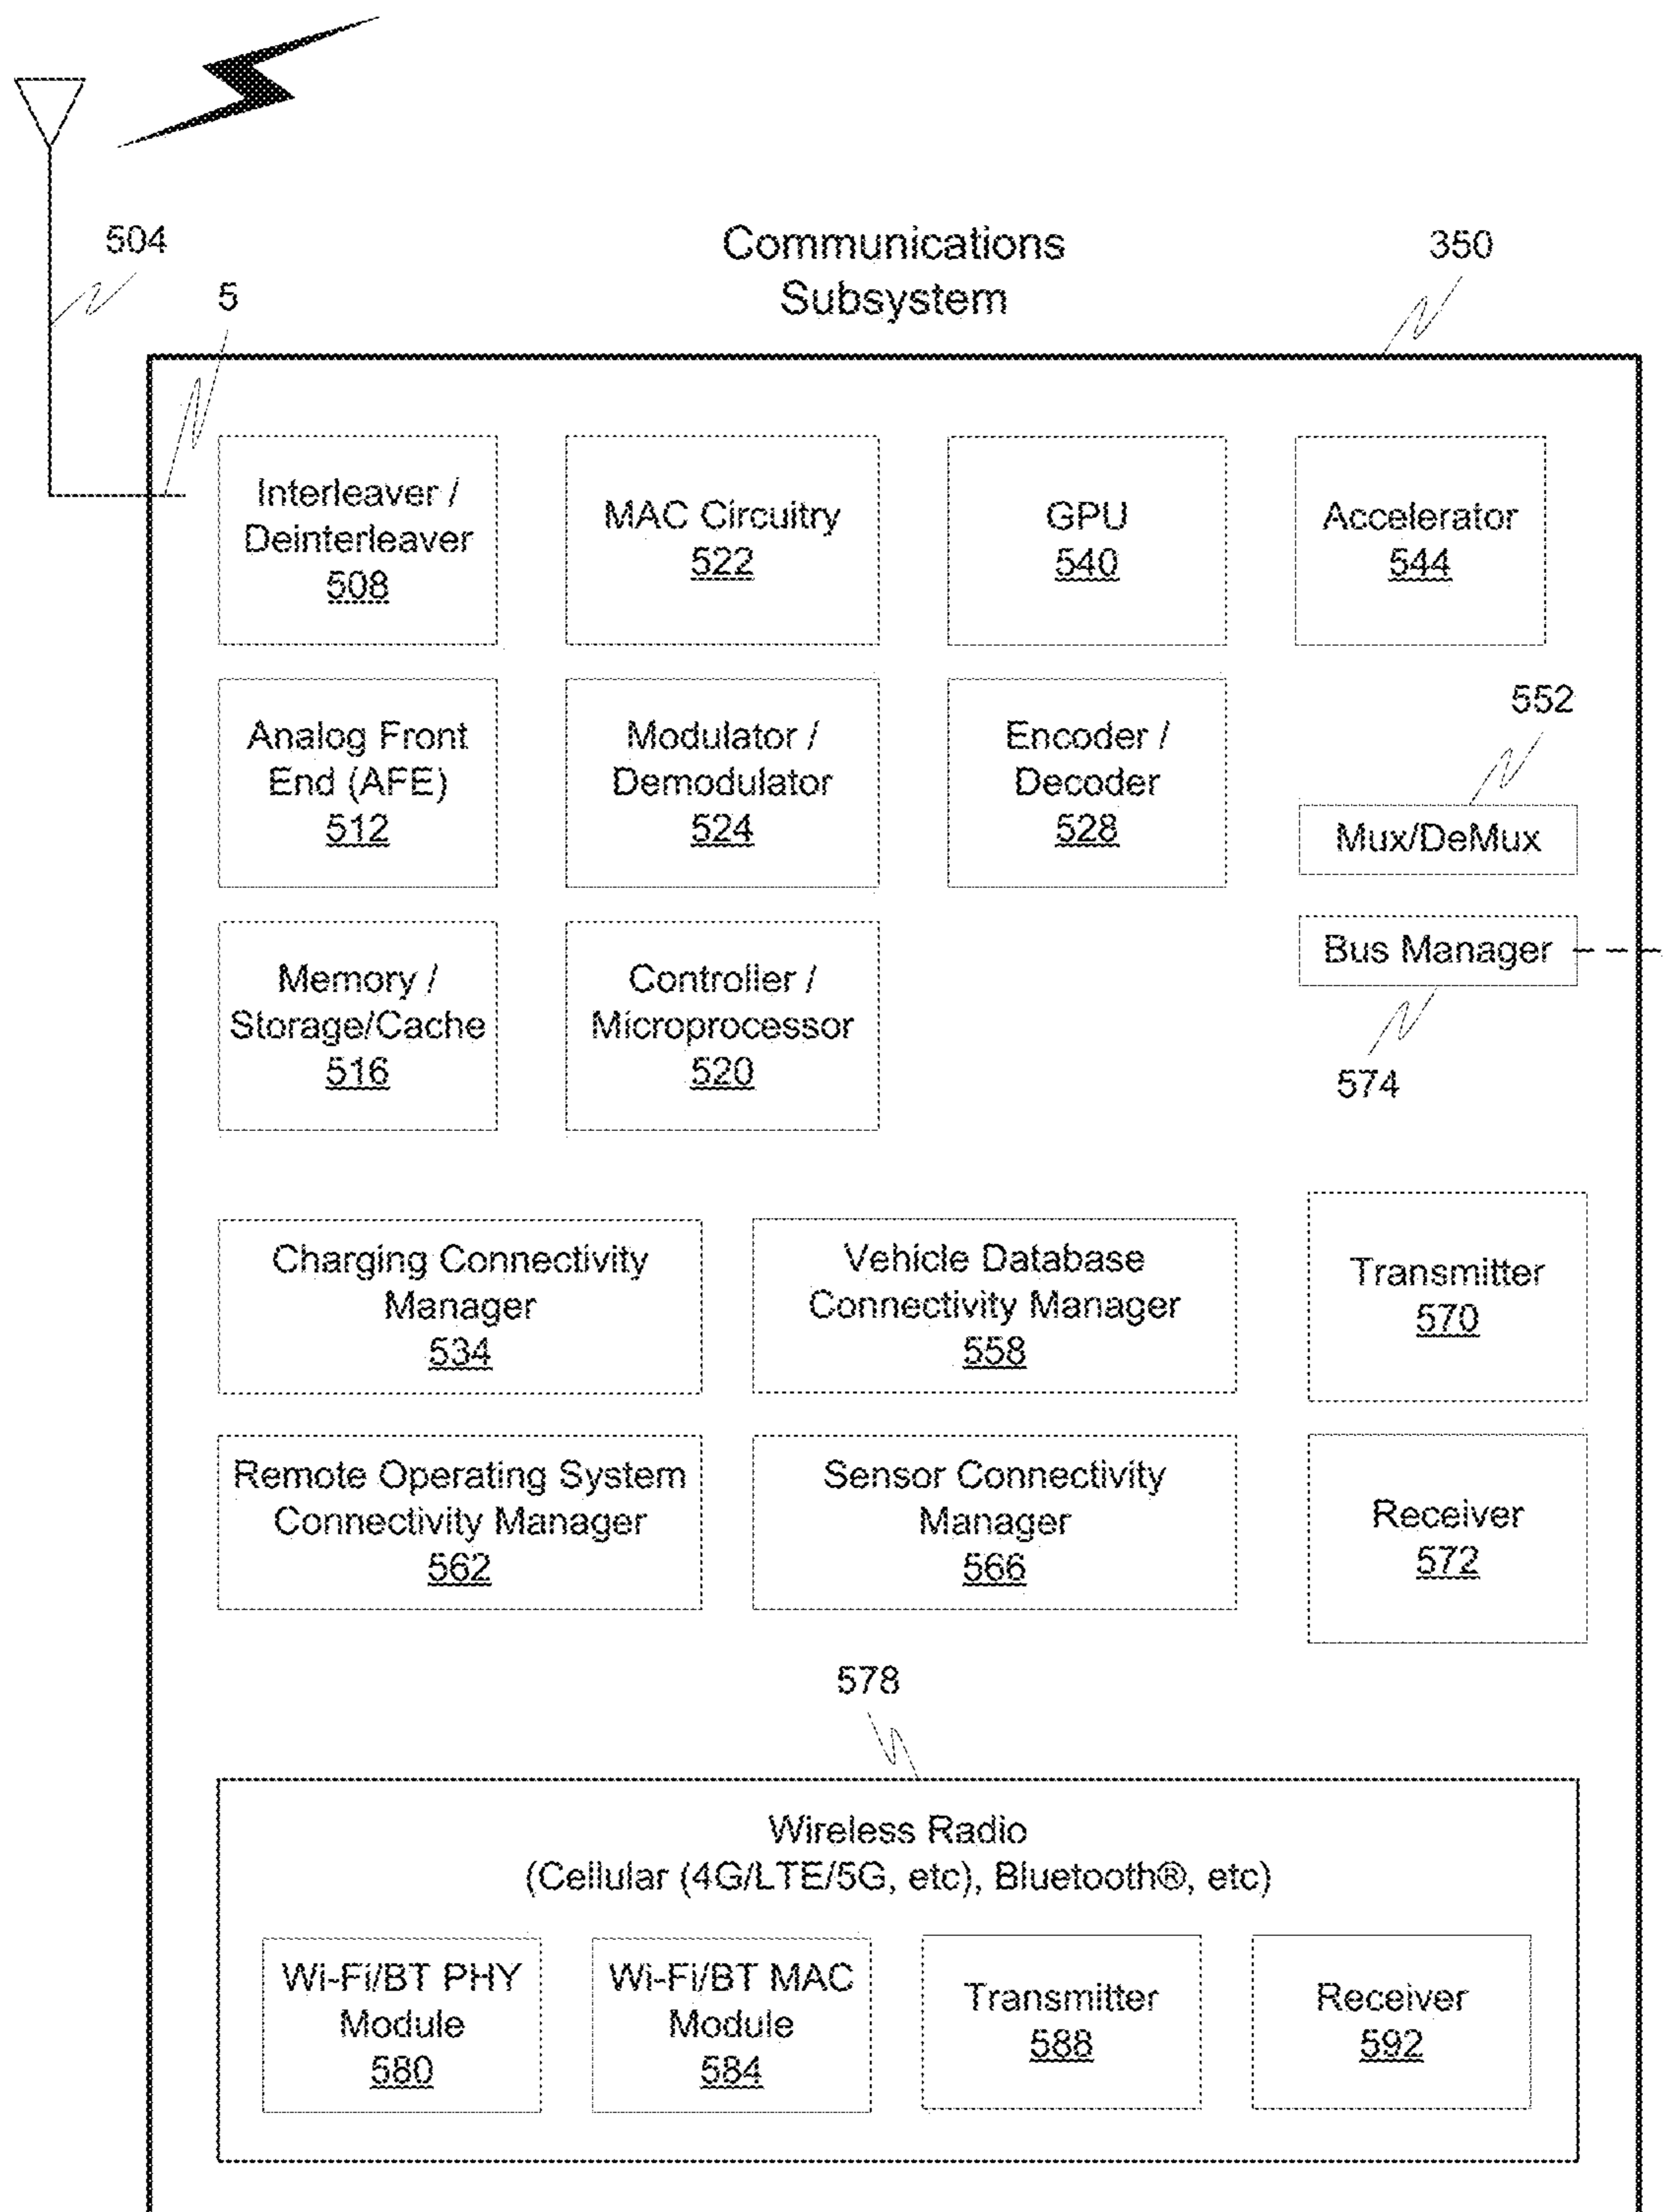 504
5
Communications
Subsystem
350
Interleaver /
Deinterleaver
508
MAC Circuitry
522
GPU
540
Accelerator
544
Analog Front
End (AFE)
512
Modulator /
Demodulator
524
Encoder /
Decoder
528
552
Mux/DeMux
Bus Manager
574
Memory /
Storage/Cache
516
Controller /
Microprocessor
520
Charging Connectivity
Manager
534
Vehicle Database
Connectivity Manager
558
Transmitter
570
Remote Operating System
Connectivity Manager
562
Sensor Connectivity
Manager
566
Receiver
572
578
Wireless Radio
(Cellular (4G/LTE/5G, etc), Bluetooth®, etc)
Wi-Fi/BT PHY
Module
580
Wi-Fi/BT MAC
Module
584
Transmitter
588
Receiver
592